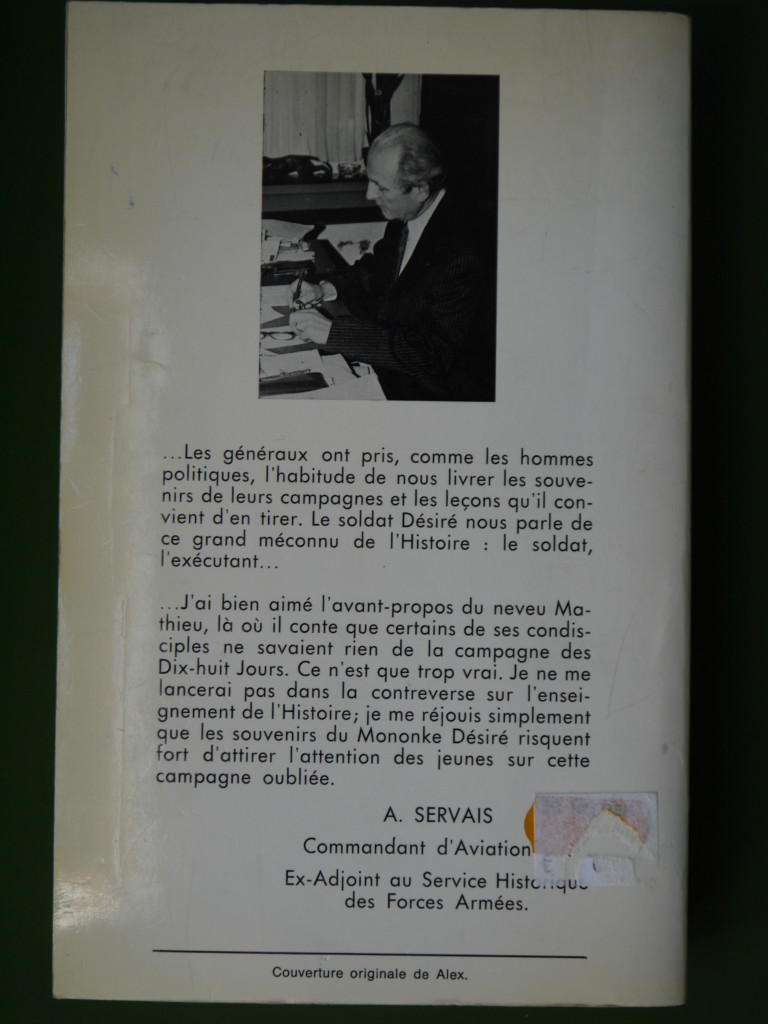 ...Les généraux ont pris, comme les hommes
politiques, l'habitude de nous livrer les souve-
nirs de leurs campagnes et les leçons qu'il con-
vient d'en tirer. Le soldat Désiré nous parle de
ce grand méconnu de l'Histoire : le soldat,
l'exécutant...
...J'ai bien aimé l'avant-propos du neveu Ma-
thieu, là où il conte que certains de ses condis-
ciples ne savaient rien de la campagne des
Dix-huit Jours. Ce n'est que trop vrai. Je ne me
lancerai pas dans la contreverse sur l'ensei-
gnement de l'Histoire; je me réjouis simplement
que les souvenirs du Mononke Désiré risquent
fort d'attirer l'attention des jeunes sur cette
campagne oubliée.
A. SERVAIS
Commandant d'Aviation
Ex-Adjoint au Service Historique
des Forces Armées.
Couverture originale de Alex.